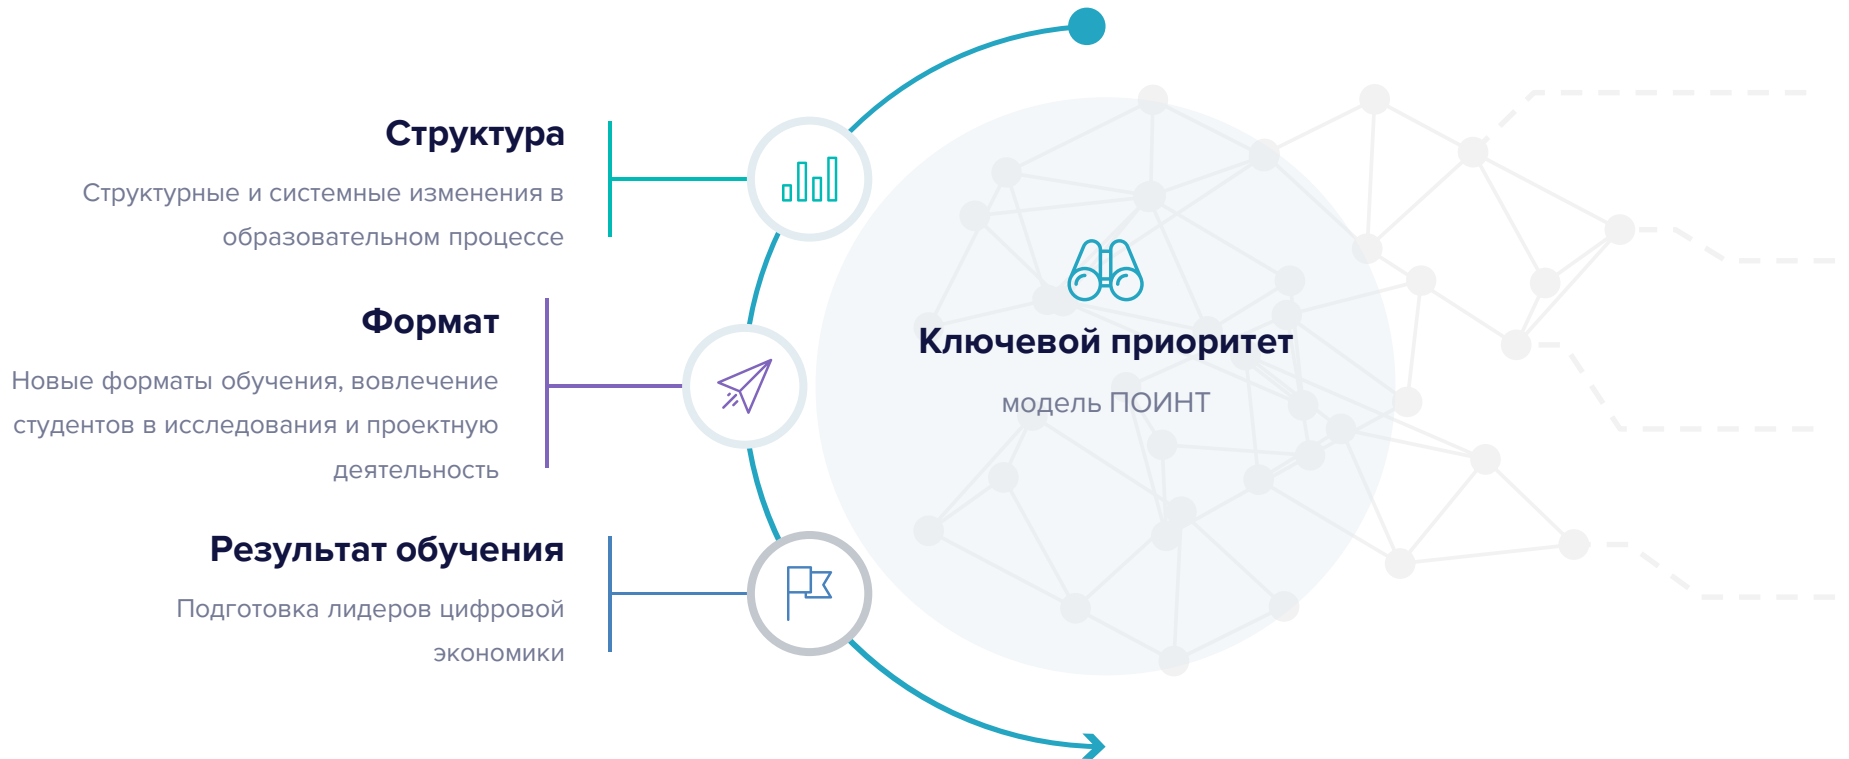 Структура
Структурные и системные изменения в
образовательном процессе
Формат
Новые форматы обучения, вовлечение
студентов в исследования и проектную
деятельность
Результат обучения
Подготовка лидеров цифровой
экономики
Ключевой приоритет
модель ПОИНТ